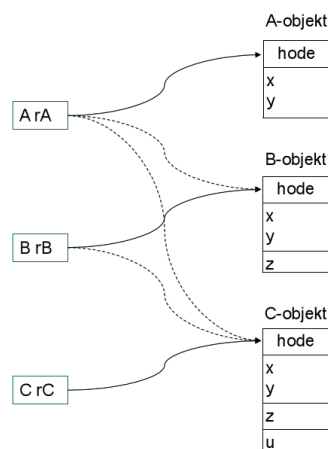 A-objekt
hode
x
y
A rA
B-objekt
hode
x
y
z
B rB
C-objekt
hode
x
y
z
u
C rC